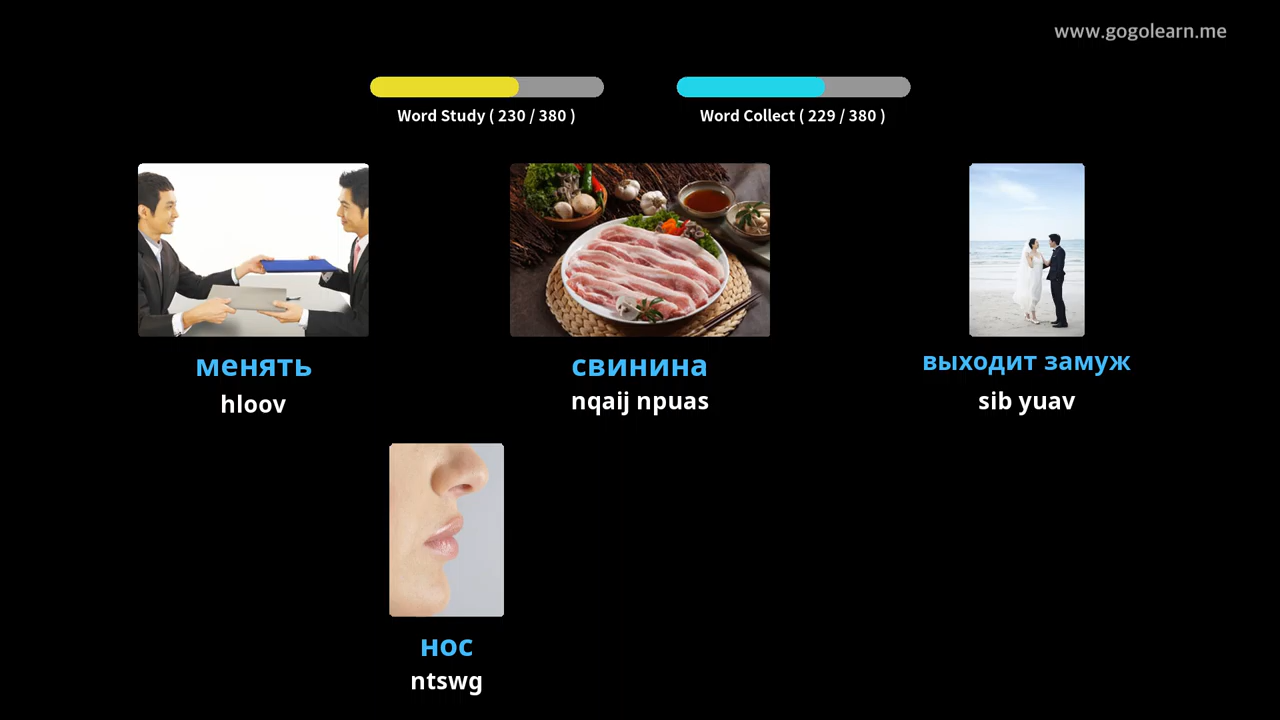 www.gogolearn.me
Word Study ( 230 / 380 )
Word Collect ( 229 / 380 )
менять
свинина
выходит замуж
hloov
nqaij npuas
sib yuav
нос
ntswg